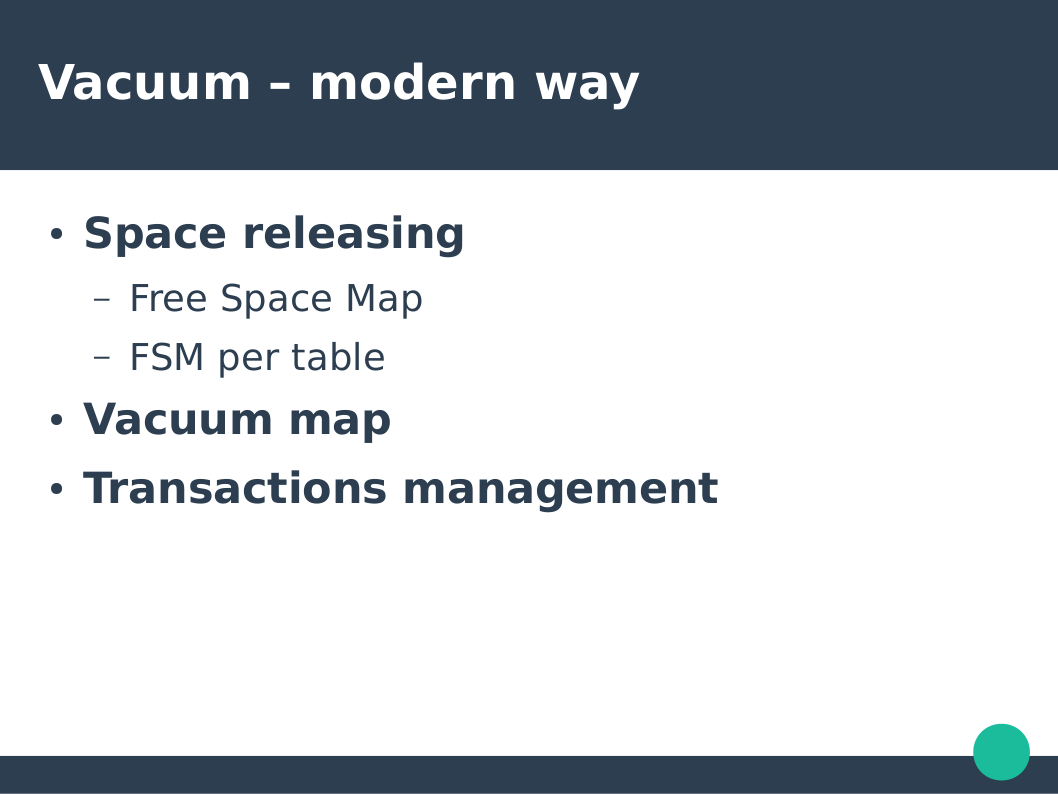 Vacuum – modern way
• Space releasing
– Free Space Map
– FSM per table
• Vacuum map
• Transactions management